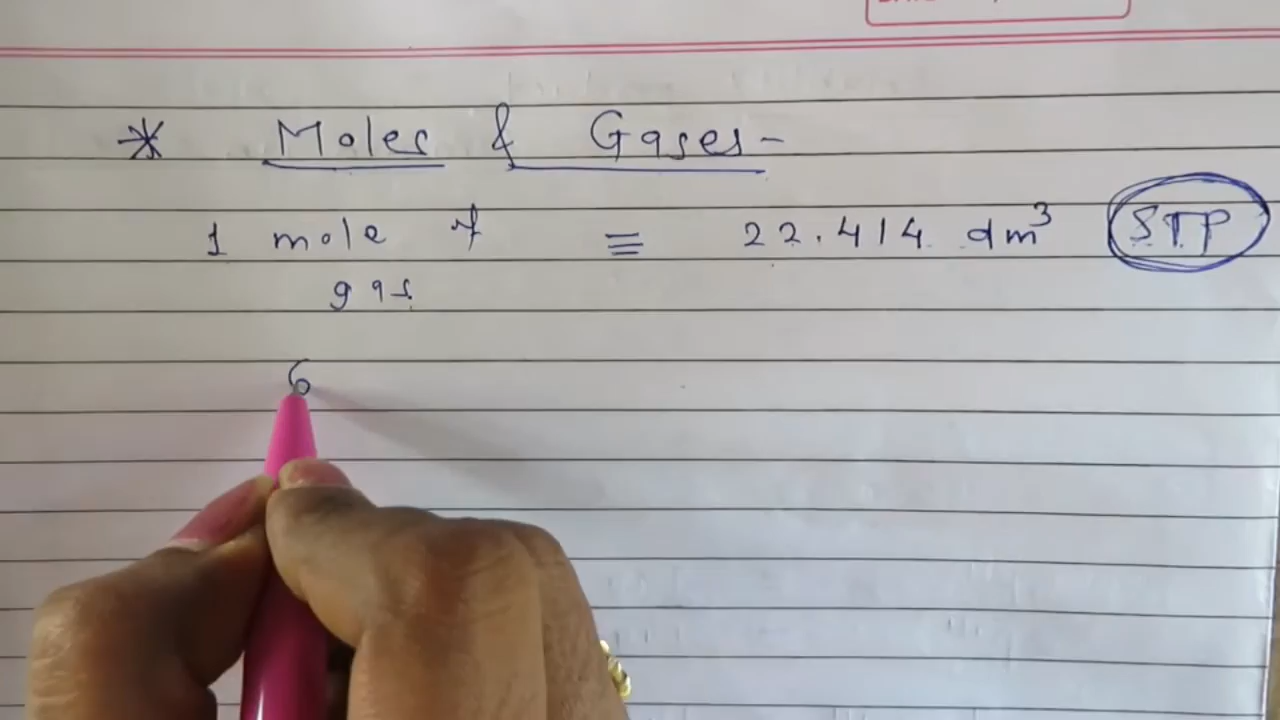 * Moles & Gases-
1 mole of ≡ 22.414 dm³ STP
gas.
6